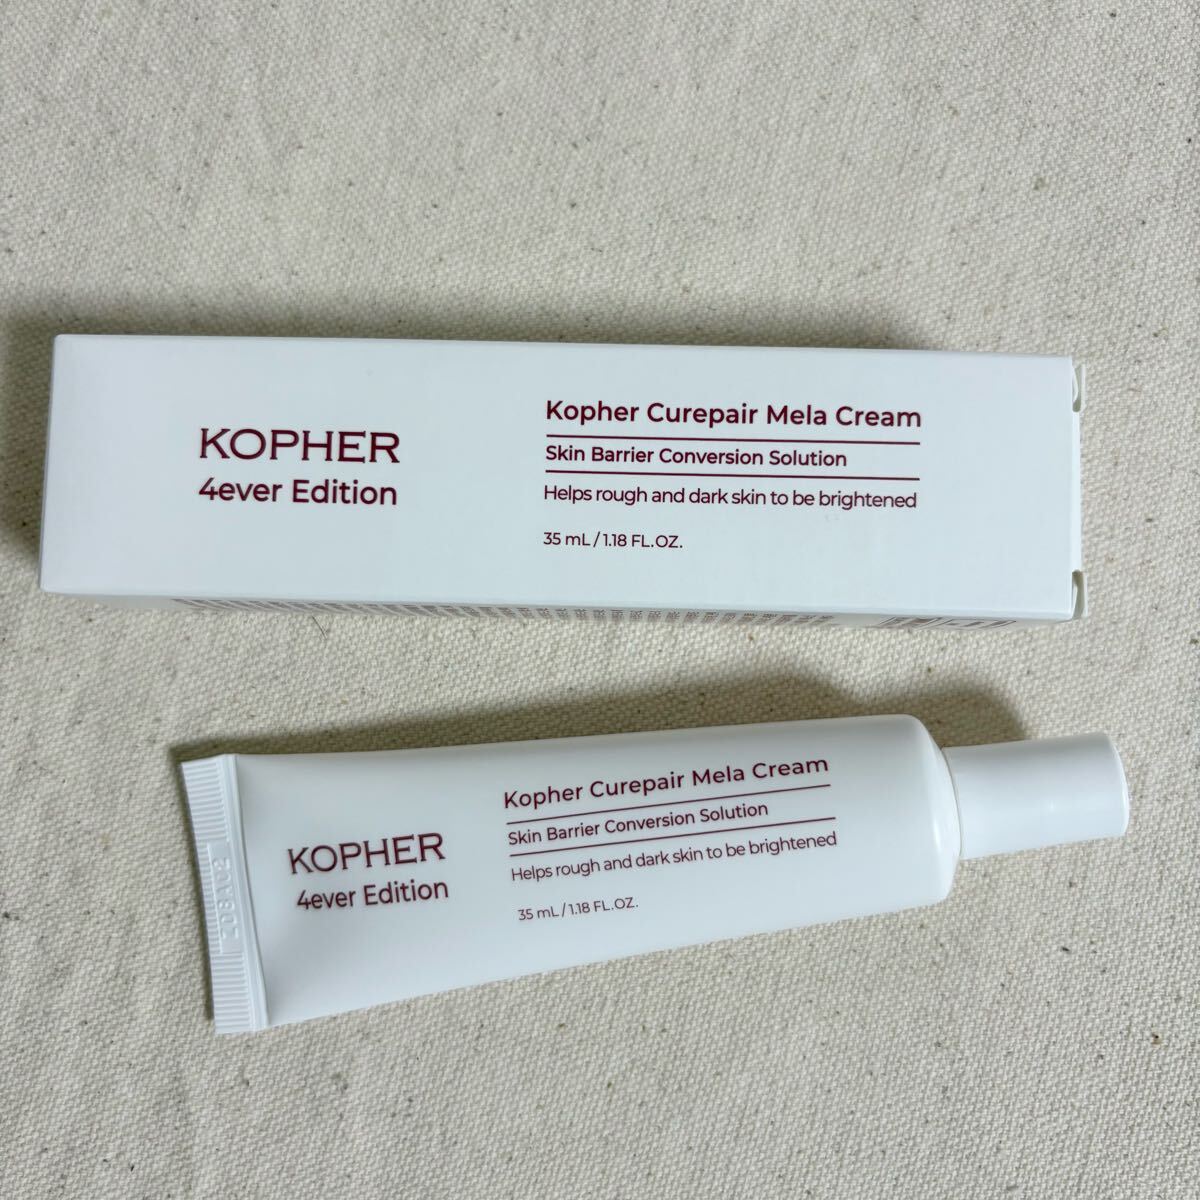 KOPHER
4ever Edition
Kopher Curepair Mela Cream
Skin Barrier Conversion Solution
Helps rough and dark skin to be brightened
35 mL / 1.18 FL.OZ.
KOPHER
4ever Edition
Kopher Curepair Mela Cream
Skin Barrier Conversion Solution
Helps rough and dark skin to be brightened
35 mL / 1.18 FL.OZ.